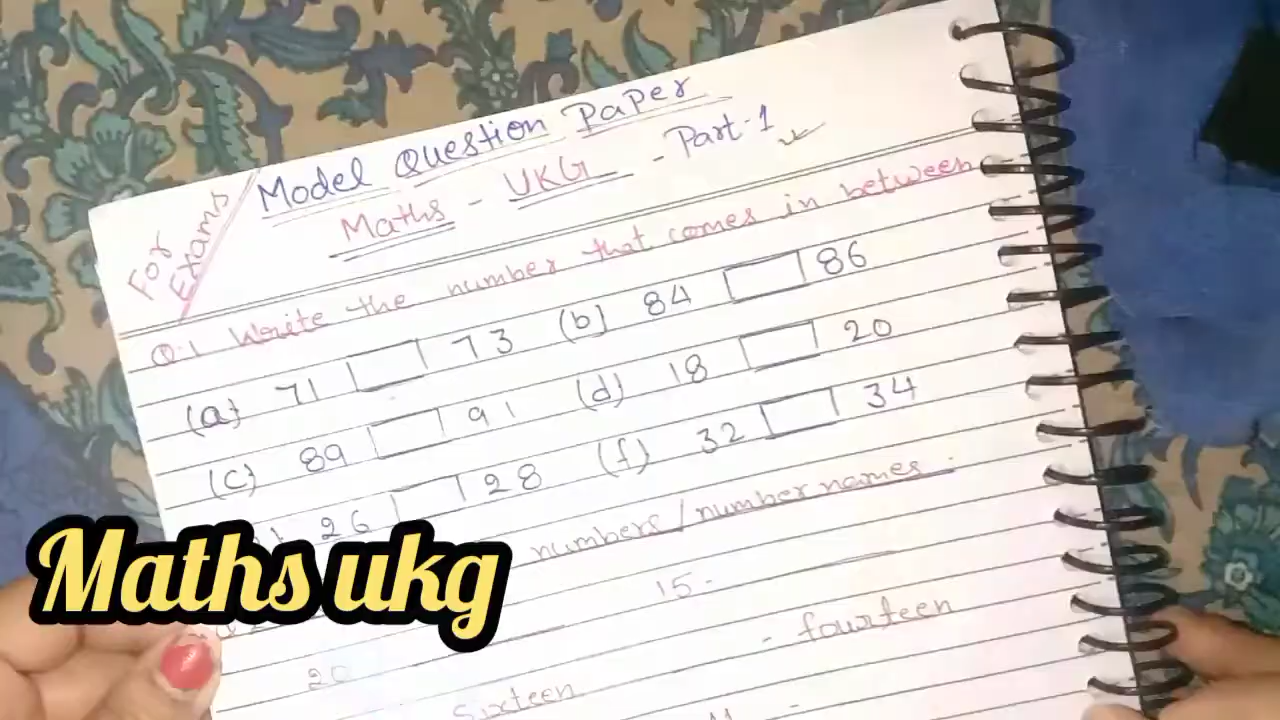 For
Exams
Model Question Paper
Maths - UKG - Part-1
Q.1 Write the number that comes in between
(a) 71 73 (b) 84 86
(c) 89 91 (d) 18 20
26 28 (f) 32 34
numbers/number names.
15-
20 - fourteen
Sixteen
Maths ukg